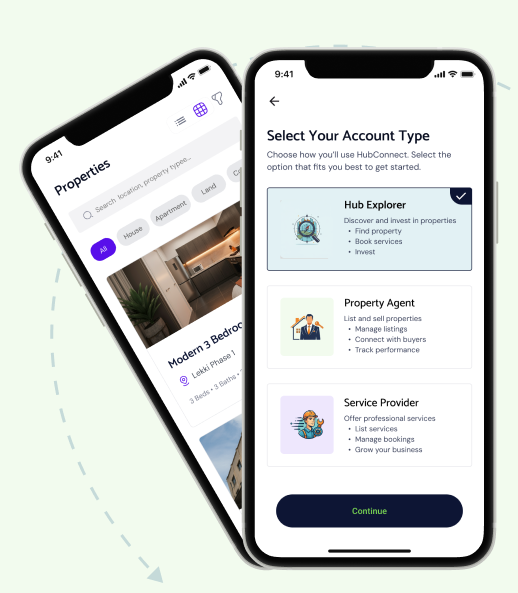 9:41
Properties
Search location, property typee...
All
House
Apartment
Land
Modern 3 Bedroo
Lekki Phase 1
3 Beds • 3 Baths •
9:41
Select Your Account Type
Choose how you'll use HubConnect. Select the
option that fits you best to get started.
Hub Explorer
Discover and invest in properties
• Find property
• Book services
• Invest
Property Agent
List and sell properties
• Manage listings
• Connect with buyers
• Track performance
Service Provider
Offer professional services
• List services
• Manage bookings
• Grow your business
Continue